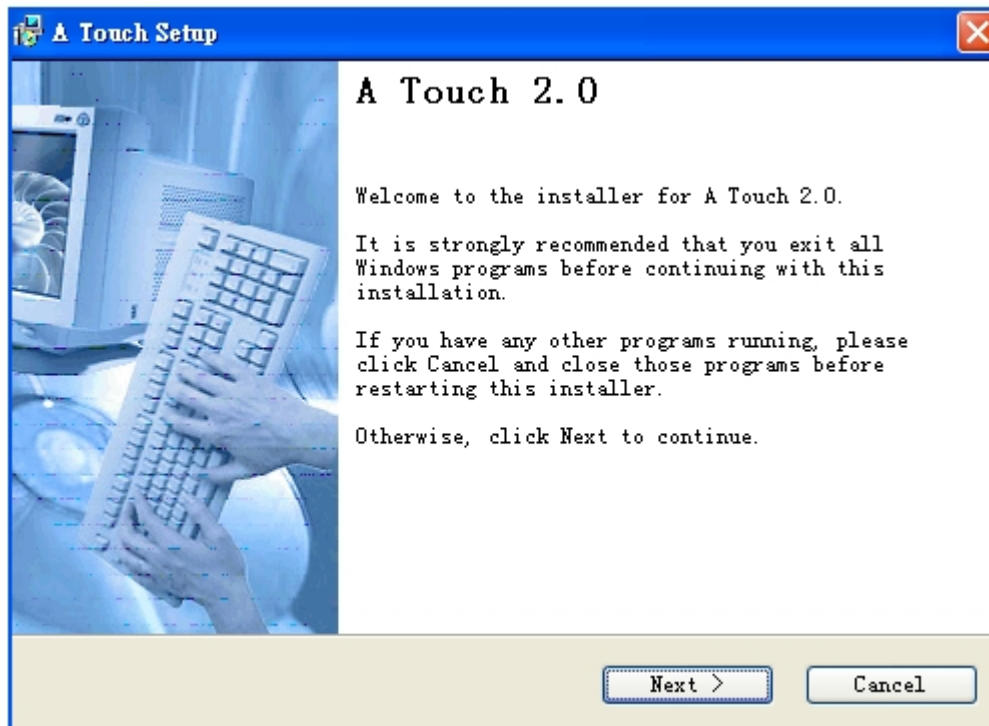 A Touch Setup
A Touch 2.0
Welcome to the installer for A Touch 2.0.
It is strongly recommended that you exit all
Windows programs before continuing with this
installation.
If you have any other programs running, please
click Cancel and close those programs before
restarting this installer.
Otherwise, click Next to continue.
Next >
Cancel